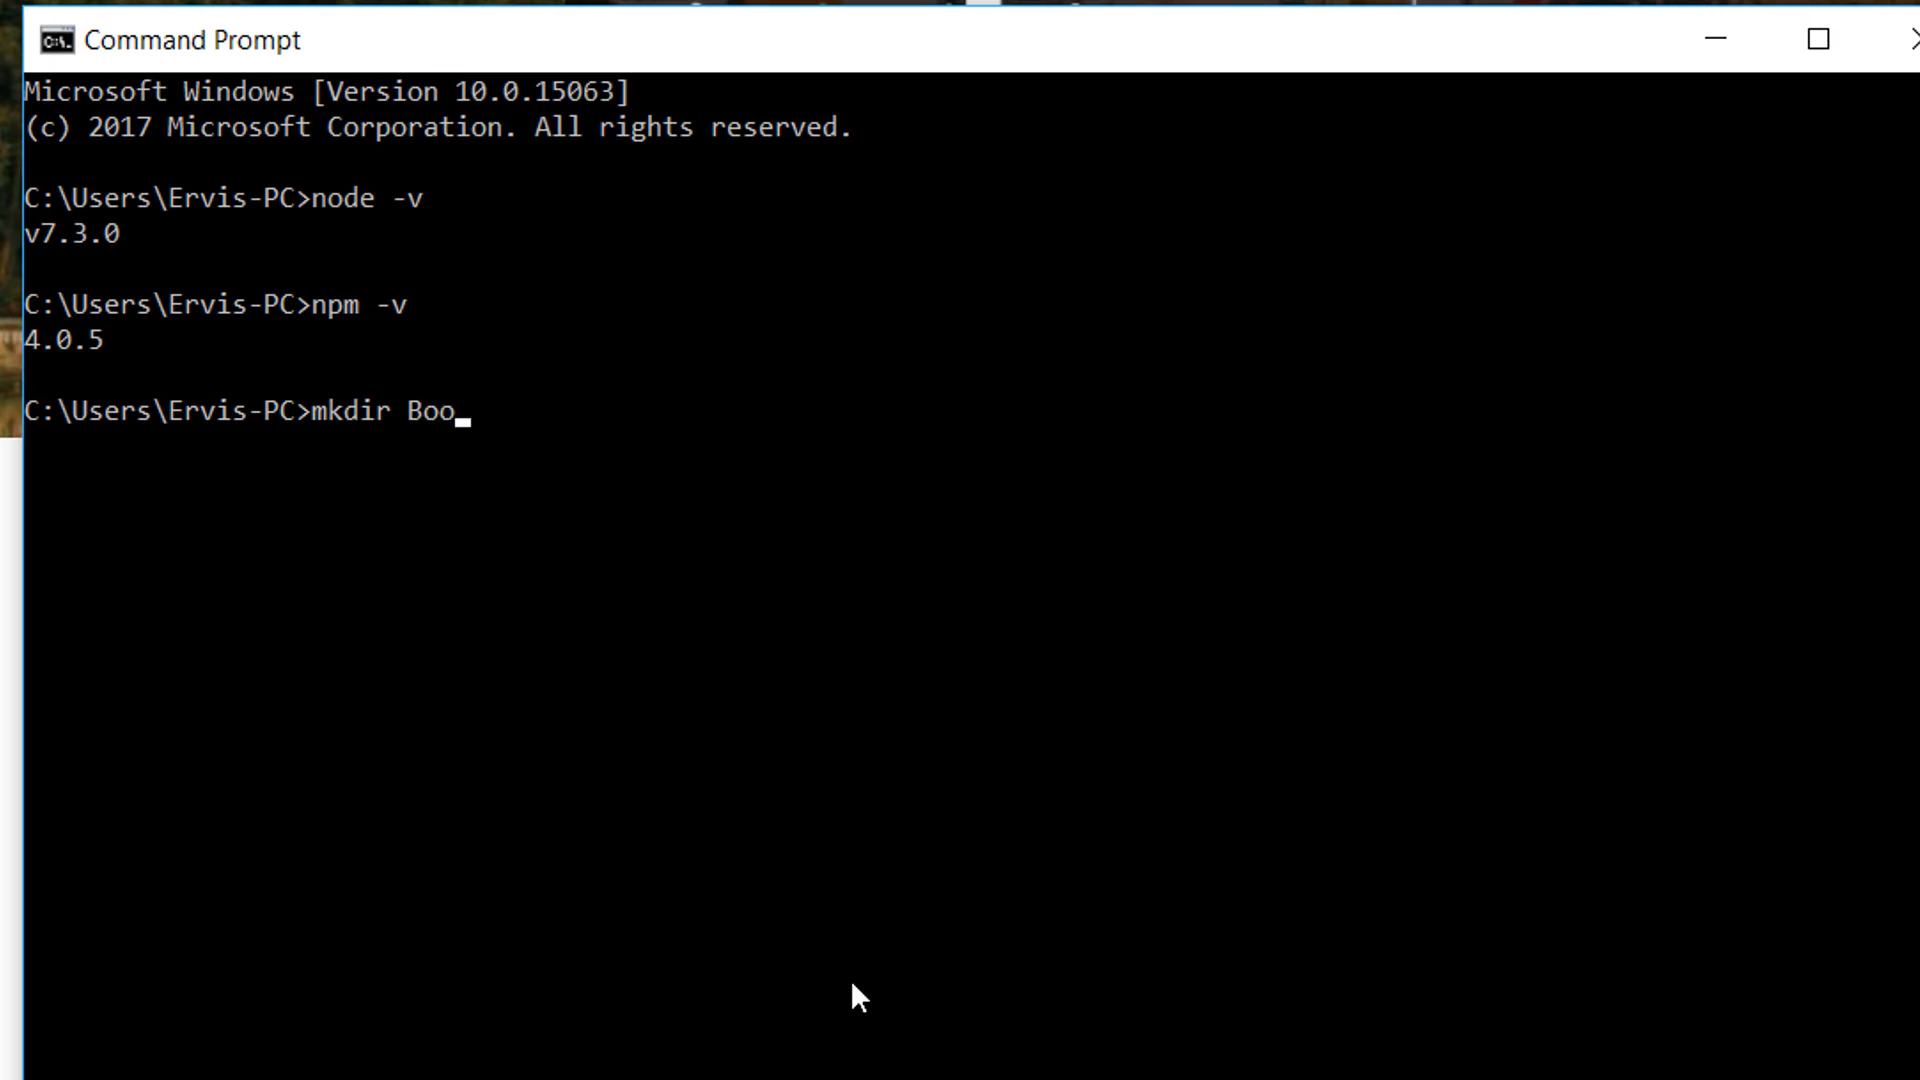 Command Prompt
Microsoft Windows [Version 10.0.15063]
(c) 2017 Microsoft Corporation. All rights reserved.
C:\Users\Ervis-PC>node -v
v7.3.0
C:\Users\Ervis-PC>npm -v
4.0.5
C:\Users\Ervis-PC>mkdir Boo